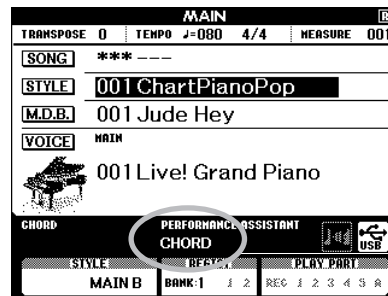 MAIN
TRANSPOSE 0 TEMPO ♩=080 4/4 MEASURE 001
SONG *** ---
STYLE 001 ChartPianoPop
M.D.B. 001 Jude Hey
VOICE MAIN
001 Live! Grand Piano
CHORD PERFORMANCE ASSISTANT
CHORD
USB
STYLE REGIST PLAY PART
MAIN B BANK:1 1 2 REC 1 2 3 4 5 A